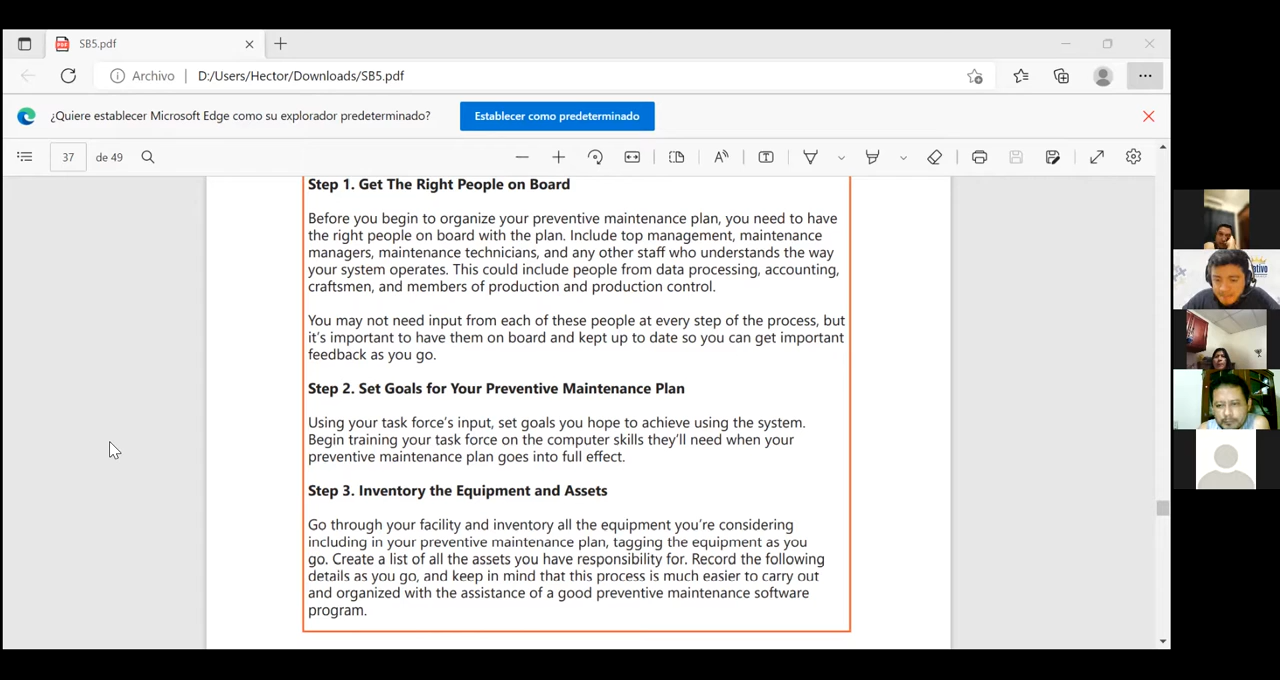 SB5.pdf
Archivo D:/Users/Hector/Downloads/SB5.pdf
¿Quiere establecer Microsoft Edge como su explorador predeterminado? Establecer como predeterminado
37 de 49
Step 1. Get The Right People on Board
Before you begin to organize your preventive maintenance plan, you need to have
the right people on board with the plan. Include top management, maintenance
managers, maintenance technicians, and any other staff who understands the way
your system operates. This could include people from data processing, accounting,
craftsmen, and members of production and production control.
You may not need input from each of these people at every step of the process, but
it's important to have them on board and kept up to date so you can get important
feedback as you go.
Step 2. Set Goals for Your Preventive Maintenance Plan
Using your task force's input, set goals you hope to achieve using the system.
Begin training your task force on the computer skills they'll need when your
preventive maintenance plan goes into full effect.
Step 3. Inventory the Equipment and Assets
Go through your facility and inventory all the equipment you're considering
including in your preventive maintenance plan, tagging the equipment as you
go. Create a list of all the assets you have responsibility for. Record the following
details as you go, and keep in mind that this process is much easier to carry out
and organized with the assistance of a good preventive maintenance software
program.